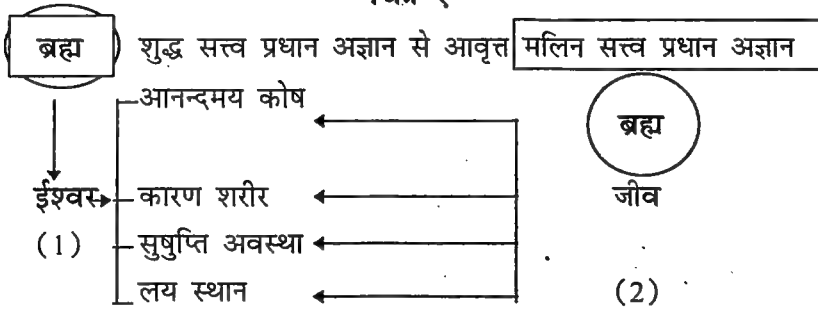 ब्रह्म शुद्ध सत्त्व प्रधान अज्ञान से आवृत्त मलिन सत्त्व प्रधान अज्ञान
आनन्दमय कोष
ब्रह्म
ईश्वर कारण शरीर जीव
(1) सुषुप्ति अवस्था
लय स्थान (2)